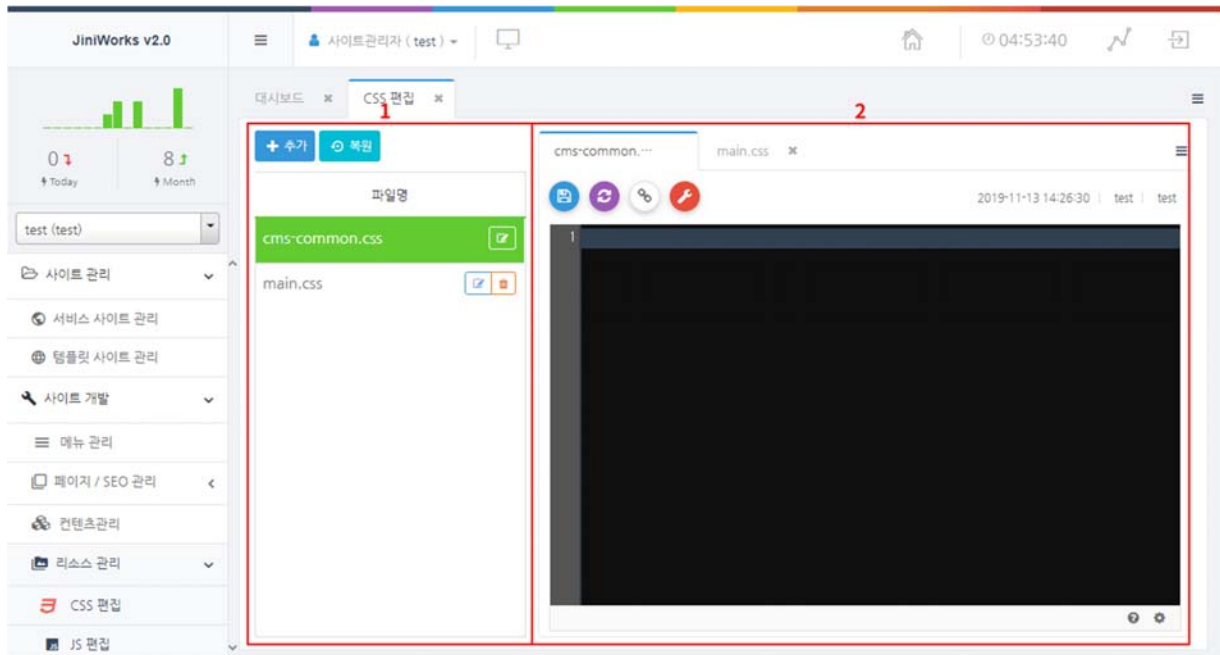 JiniWorks v2.0
사이트관리자 ( test )
04:53:40
0
8
Today
Month
test (test)
사이트 관리
서비스 사이트 관리
템플릿 사이트 관리
사이트 개발
메뉴 관리
페이지 / SEO 관리
컨텐츠관리
리소스 관리
CSS 편집
JS 편집
대시보드
CSS 편집
1
추가
복원
파일명
cms-common.css
main.css
2
cms-common.…
main.css
2019-11-13 14:26:30 | test | test
1